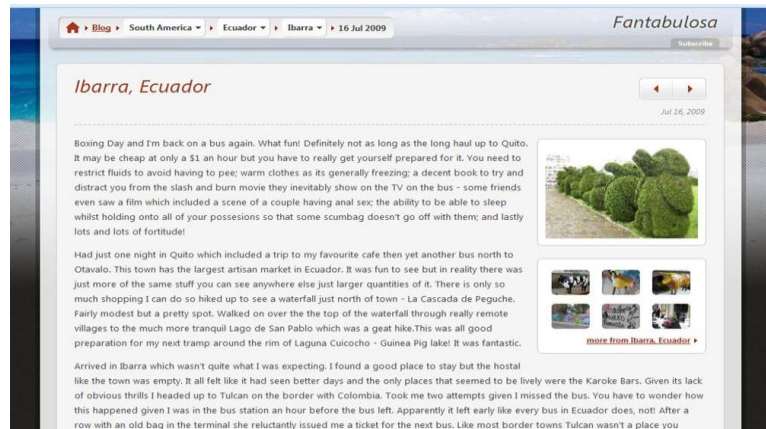 Blog South America Ecuador Ibarra 16 Jul 2009
Fantabulosa
Subscribe
Ibarra, Ecuador
Jul 16, 2009
Boxing Day and I'm back on a bus again. What fun! Definitely not as long as the long haul up to Quito.
It may be cheap at only a $1 an hour but you have to really get yourself prepared for it. You need to
restrict fluids to avoid having to pee; warm clothes as its generally freezing; a decent book to try and
distract you from the slash and burn movie they inevitably show on the TV on the bus - some friends
even saw a film which included a scene of a couple having anal sex; the ability to be able to sleep
whilst holding onto all of your possesions so that some scumbag doesn't go off with them; and lastly
lots and lots of fortitude!
Had just one night in Quito which included a trip to my favourite cafe then yet another bus north to
Otavalo. This town has the largest artisan market in Ecuador. It was fun to see but in reality there was
just more of the same stuff you can see anywhere else just larger quantities of it. There is only so
much shopping I can do so hiked up to see a waterfall just north of town - La Cascada de Peguche.
Fairly modest but a pretty spot. Walked on over the the top of the waterfall through really remote
villages to the much more tranquil Lago de San Pablo which was a geat hike.This was all good
preparation for my next tramp around the rim of Laguna Cuicocho - Guinea Pig lake! It was fantastic.
more from Ibarra, Ecuador
Arrived in Ibarra which wasn't quite what I was expecting. I found a good place to stay but the hostal
like the town was empty. It all felt like it had seen better days and the only places that seemed to be lively were the Karoke Bars. Given its lack
of obvious thrills I headed up to Tulcan on the border with Colombia. Took me two attempts given I missed the bus. You have to wonder how
this happened given I was in the bus station an hour before the bus left. Apparently it left early like every bus in Ecuador does, not! After a
row with an old bag in the terminal she reluctantly issued me a ticket for the next bus. Like most border towns Tulcan wasn't a place you